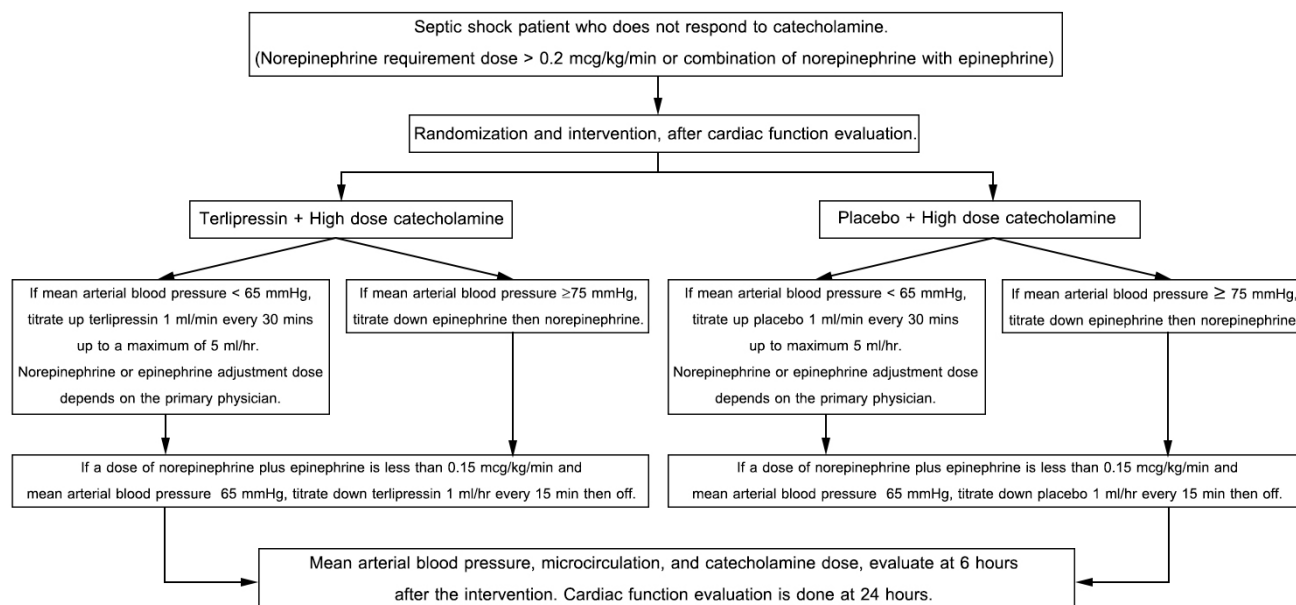 Septic shock patient who does not respond to catecholamine.
(Norepinephrine requirement dose > 0.2 mcg/kg/min or combination of norepinephrine with epinephrine)
Randomization and intervention, after cardiac function evaluation.
Terlipressin + High dose catecholamine
Placebo + High dose catecholamine
If mean arterial blood pressure < 65 mmHg,
titrate up terlipressin 1 ml/min every 30 mins
up to a maximum of 5 ml/hr.
Norepinephrine or epinephrine adjustment dose
depends on the primary physician.
If mean arterial blood pressure ≥75 mmHg,
titrate down epinephrine then norepinephrine.
If mean arterial blood pressure < 65 mmHg,
titrate up placebo 1 ml/min every 30 mins
up to maximum 5 ml/hr.
Norepinephrine or epinephrine adjustment dose
depends on the primary physician.
If mean arterial blood pressure ≥ 75 mmHg,
titrate down epinephrine then norepinephrine
If a dose of norepinephrine plus epinephrine is less than 0.15 mcg/kg/min and
mean arterial blood pressure 65 mmHg, titrate down terlipressin 1 ml/hr every 15 min then off.
If a dose of norepinephrine plus epinephrine is less than 0.15 mcg/kg/min and
mean arterial blood pressure 65 mmHg, titrate down placebo 1 ml/hr every 15 min then off.
Mean arterial blood pressure, microcirculation, and catecholamine dose, evaluate at 6 hours
after the intervention. Cardiac function evaluation is done at 24 hours.